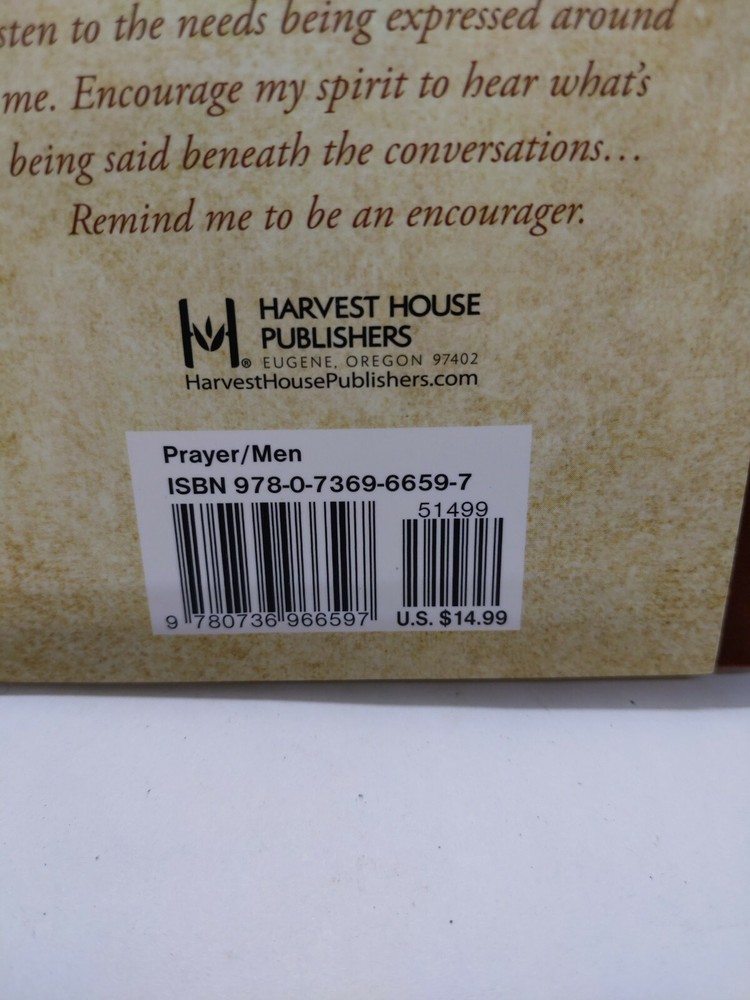 to the needs being expressed around
me. Encourage my spirit to hear what's
being said beneath the conversations...
Remind me to be an encourager.
HARVEST HOUSE
PUBLISHERS
®
EUGENE, OREGON 97402
HarvestHousePublishers.com
Prayer/Men
ISBN 978-0-7369-6659-7
51499
9 780736 966597
U.S. $14.99